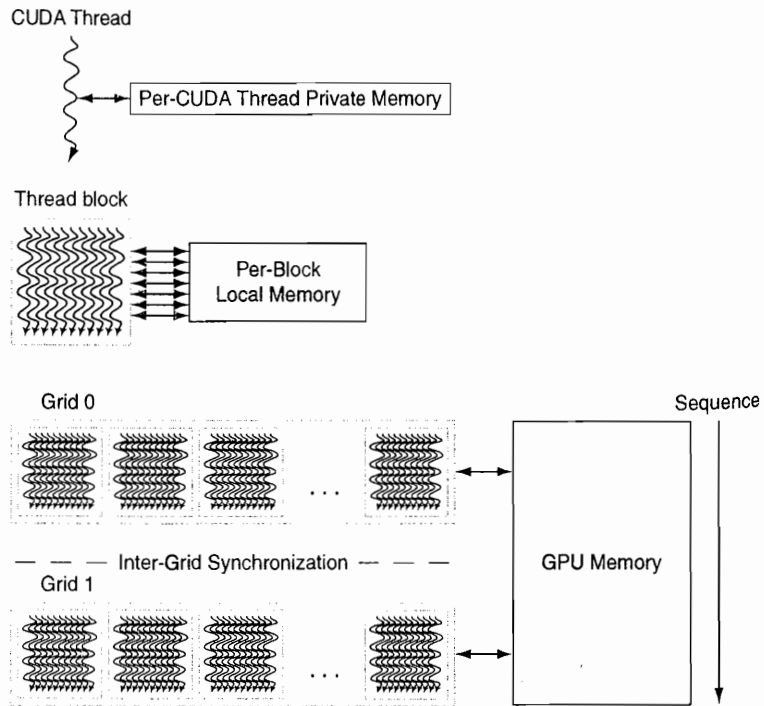 CUDA Thread
Per-CUDA Thread Private Memory
Thread block
Per-Block
Local Memory
Grid 0
Sequence
. . .
Inter-Grid Synchronization
GPU Memory
Grid 1
. . .